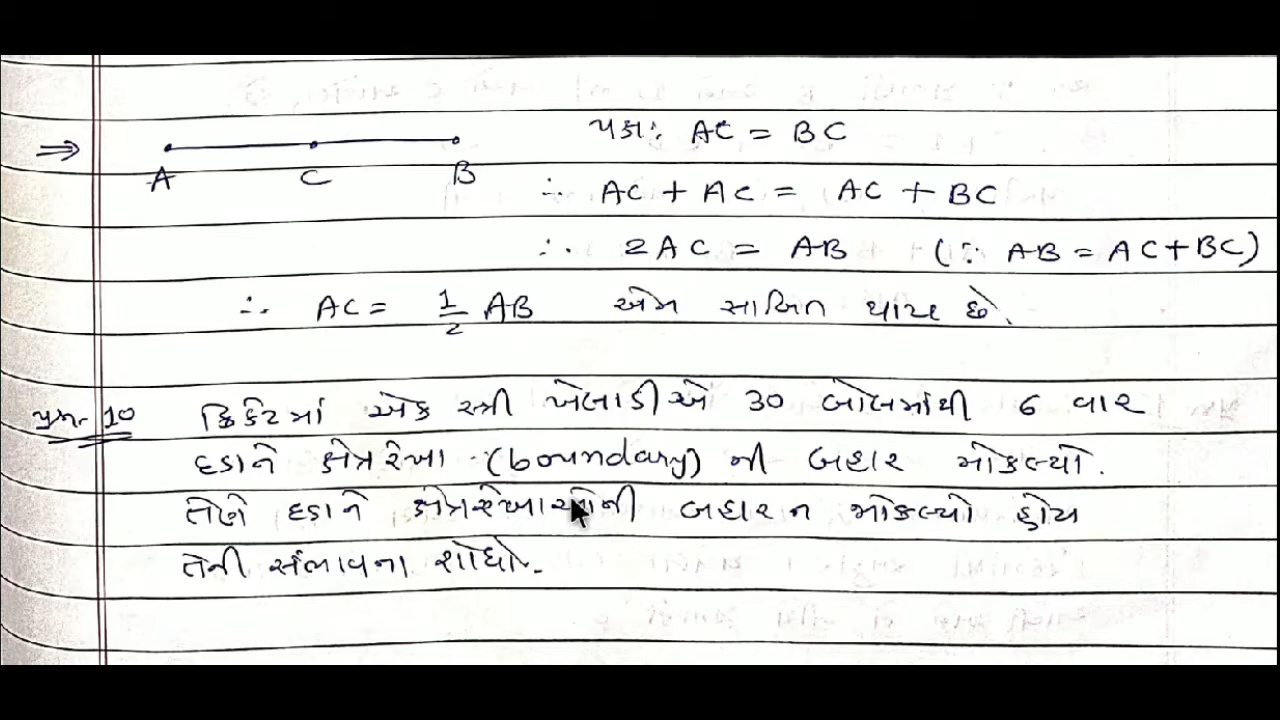 પક્ષ: AC = BC
A C B
∴ AC + AC = AC + BC
∴ 2AC = AB (∵ AB = AC + BC)
∴ AC = 1/2 AB એમ સાબિત થાય છે.
પ્રશ્ન-10 ક્રિકેટમાં એક સ્ત્રી ખેલાડીએ 30 બોલમાંથી 6 વાર
દડાને ક્ષેત્રરેખા (boundary) ની બહાર મોકલ્યો.
તેણે દડાને ક્ષેત્રરેખાઓની બહાર ન મોકલ્યો હોય
તેની સંભાવના શોધો.